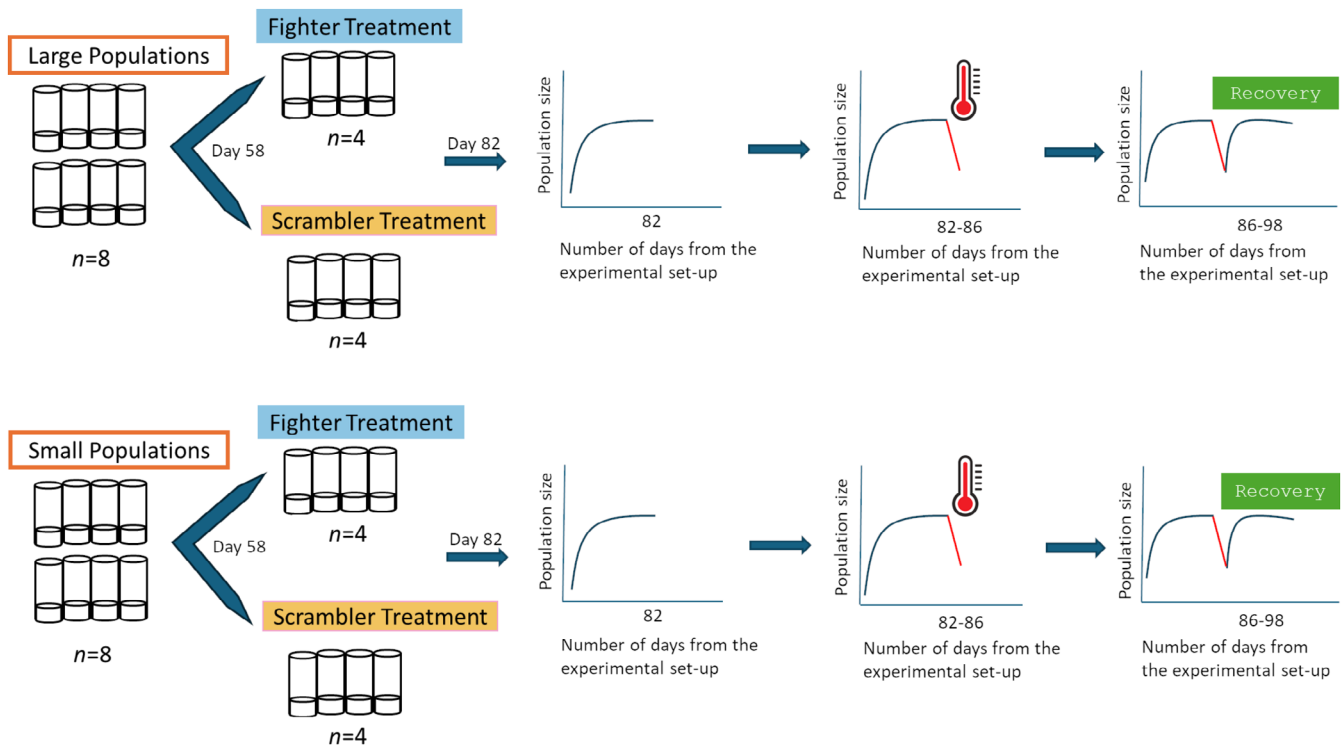 Large Populations
n=8
Day 58
Fighter Treatment
n=4
Scrambler Treatment
n=4
Day 82
Population size
82
Number of days from the
experimental set-up
Population size
82-86
Number of days from the
experimental set-up
Recovery
Population size
86-98
Number of days from
the experimental set-up
Small Populations
n=8
Day 58
Fighter Treatment
n=4
Scrambler Treatment
n=4
Day 82
Population size
82
Number of days from the
experimental set-up
Population size
82-86
Number of days from the
experimental set-up
Recovery
Population size
86-98
Number of days from
the experimental set-up